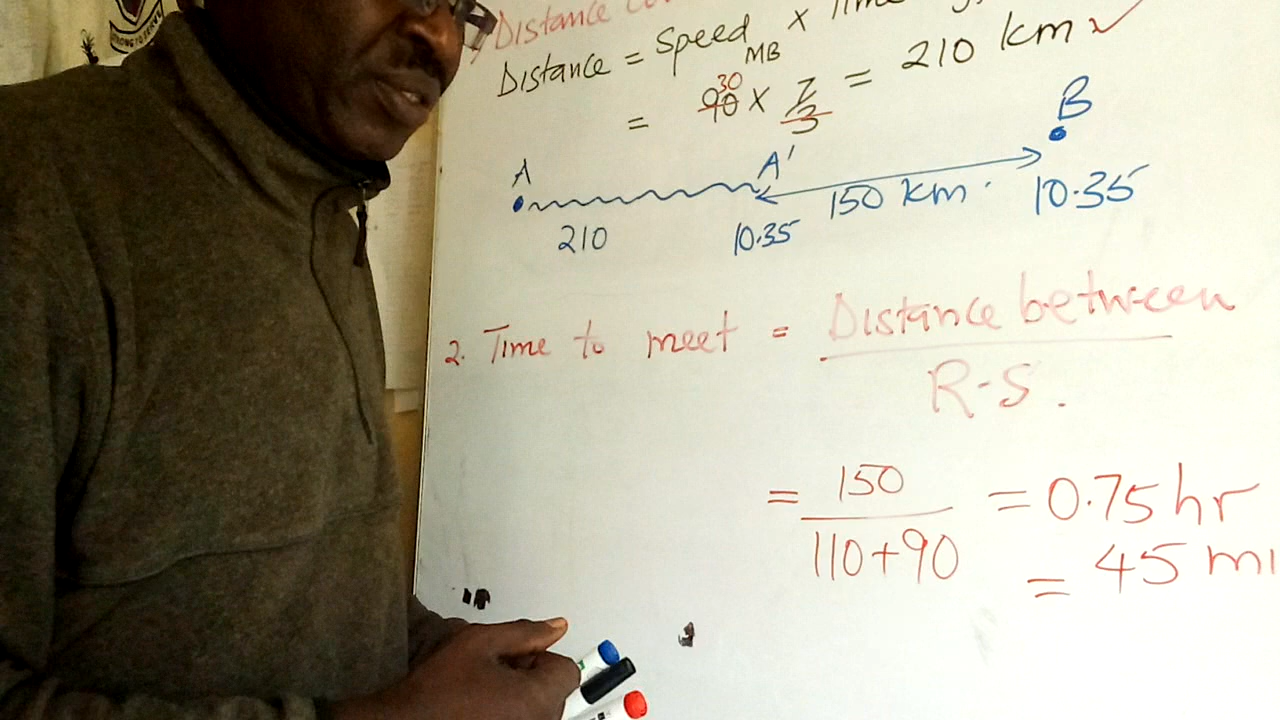 Distance
Distance = Speed x Time
MB
= 90 30 x 7/3 = 210 km ✓
A
A'
B
210
10.35
150 km.
10.35
2. Time to meet = Distance between
R.S.
= 150 = 0.75 hr
110+90
= 45 mi